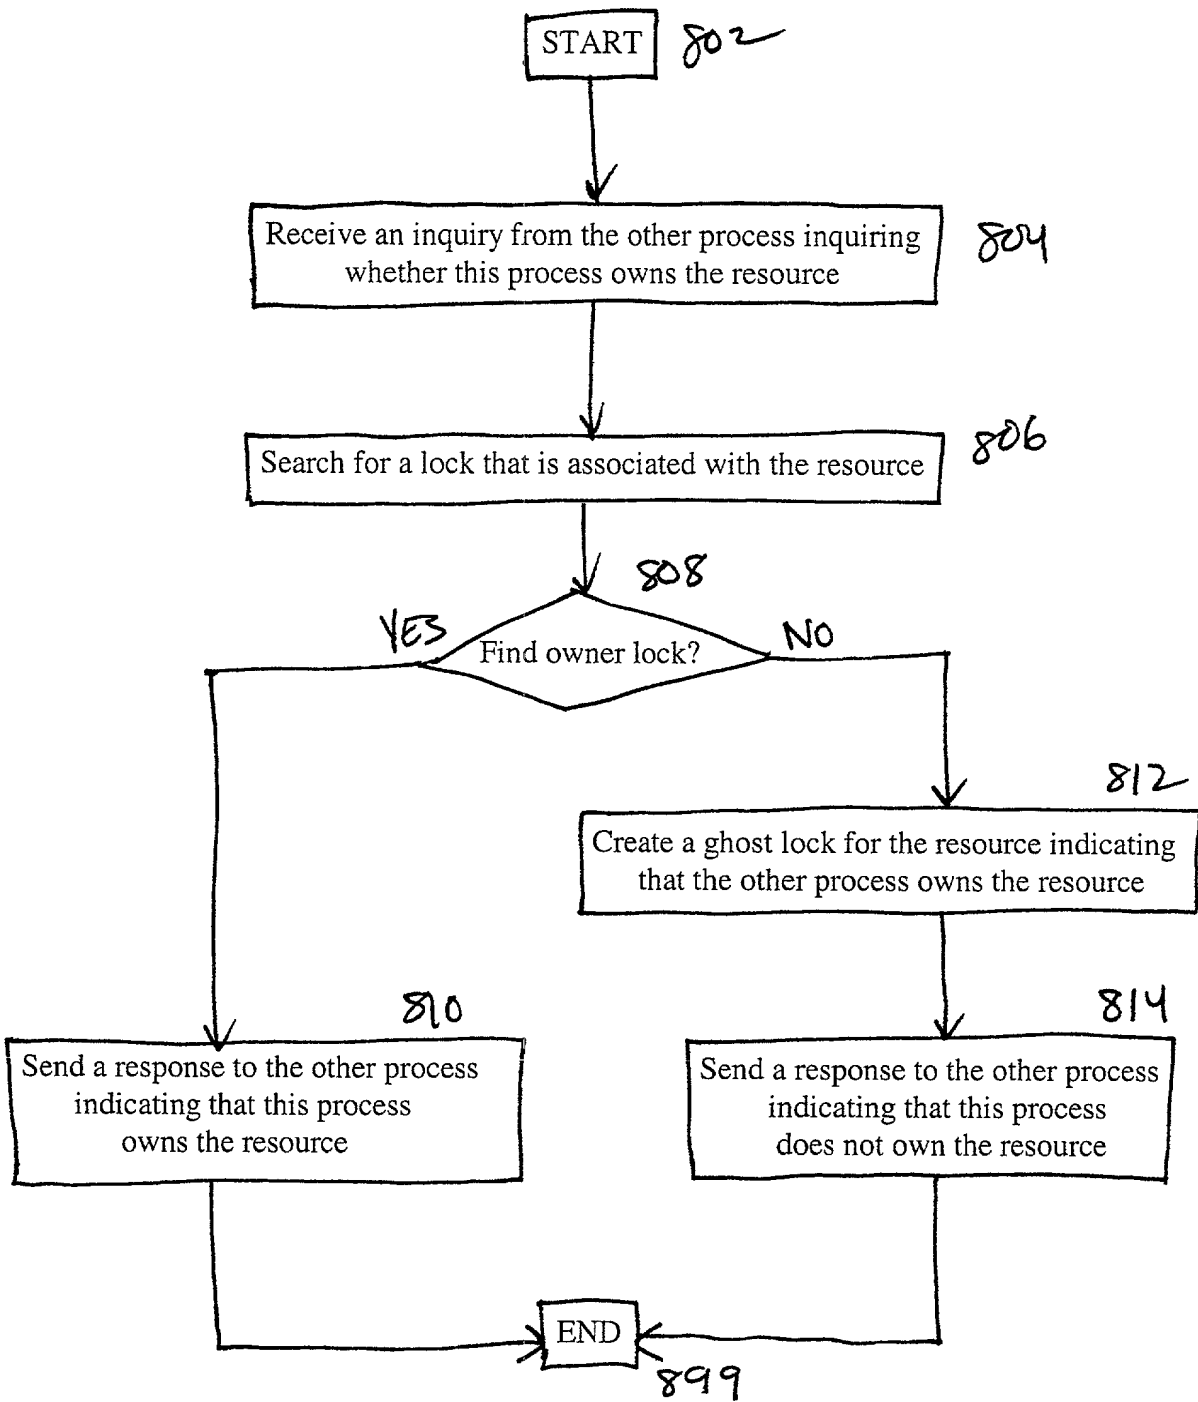 START
802
Receive an inquiry from the other process inquiring
whether this process owns the resource
804
Search for a lock that is associated with the resource
806
808
YES
Find owner lock?
NO
812
Create a ghost lock for the resource indicating
that the other process owns the resource
810
Send a response to the other process
indicating that this process
owns the resource
814
Send a response to the other process
indicating that this process
does not own the resource
END
899